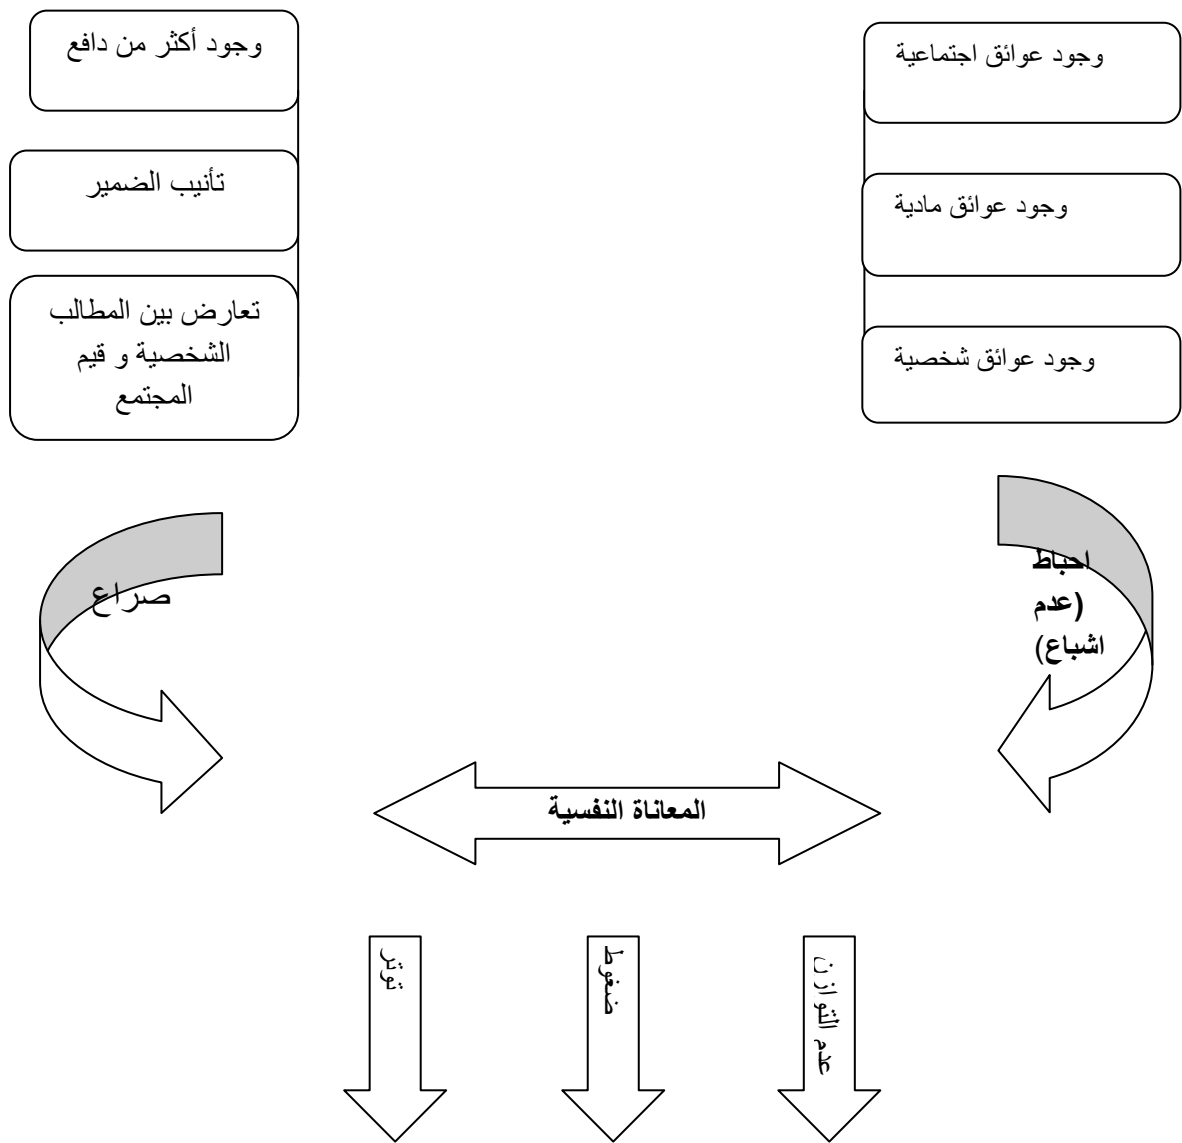 وجود عوائق اجتماعية
وجود عوائق مادية
وجود عوائق شخصية
وجود أكثر من دافع
تأنيب الضمير
تعارض بين المطالب
الشخصية و قيم
المجتمع
احباط
(عدم
اشباع)
صراع
المعاناة النفسية
عدم التوازن
ضغوط
توتر